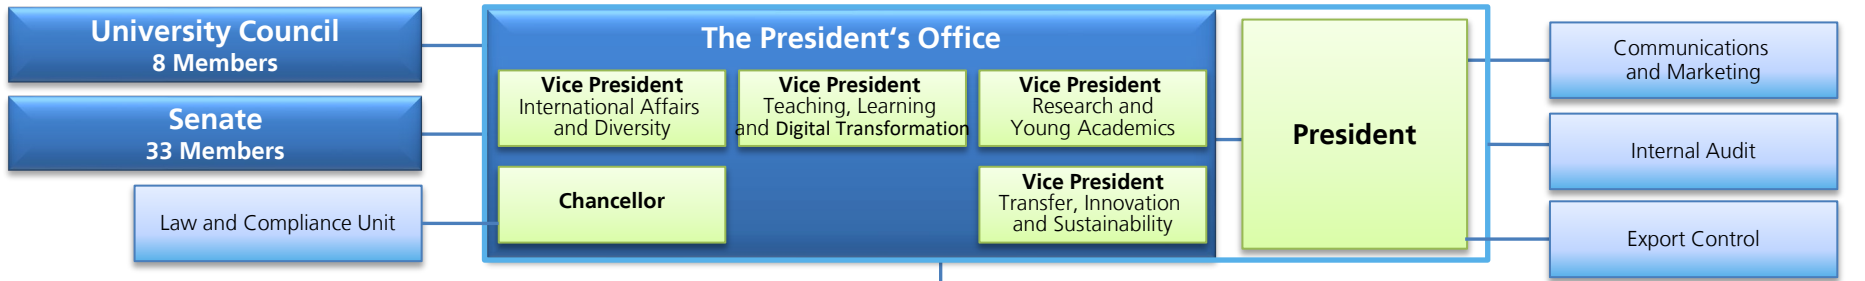 University Council
8 Members
Senate
33 Members
Law and Compliance Unit
The President‘s Office
Vice President
International Affairs
and Diversity
Vice President
Teaching, Learning
and Digital Transformation
Vice President
Research and
Young Academics
Chancellor
Vice President
Transfer, Innovation
and Sustainability
President
Communications
and Marketing
Internal Audit
Export Control